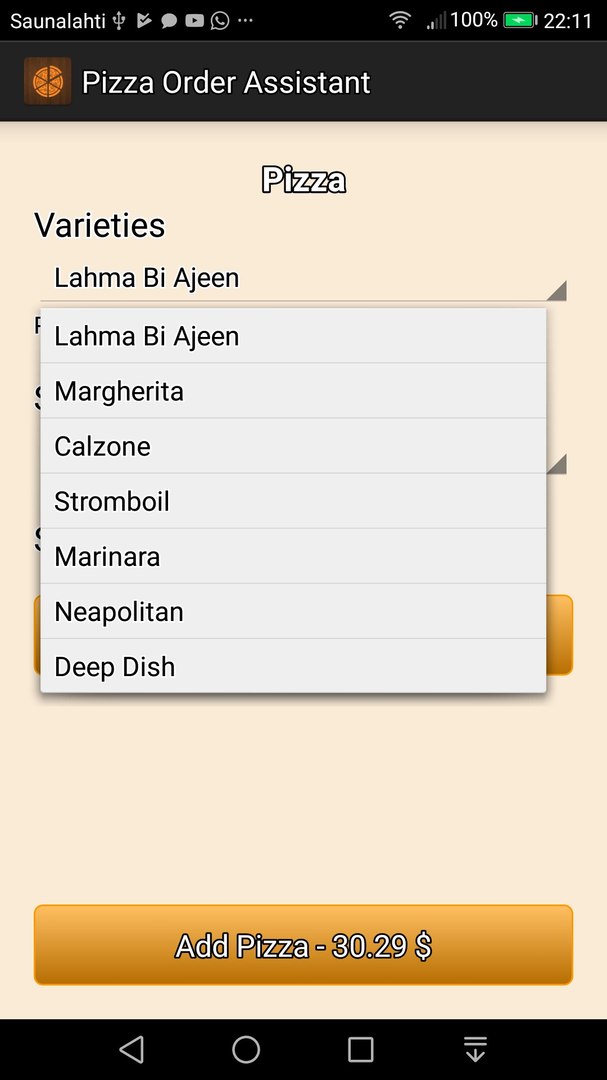 Saunalahti 100% 22:11
Pizza Order Assistant
Pizza
Varieties
Lahma Bi Ajeen
Lahma Bi Ajeen
Margherita
Calzone
Stromboil
Marinara
Neapolitan
Deep Dish
Add Pizza - 30.29 $